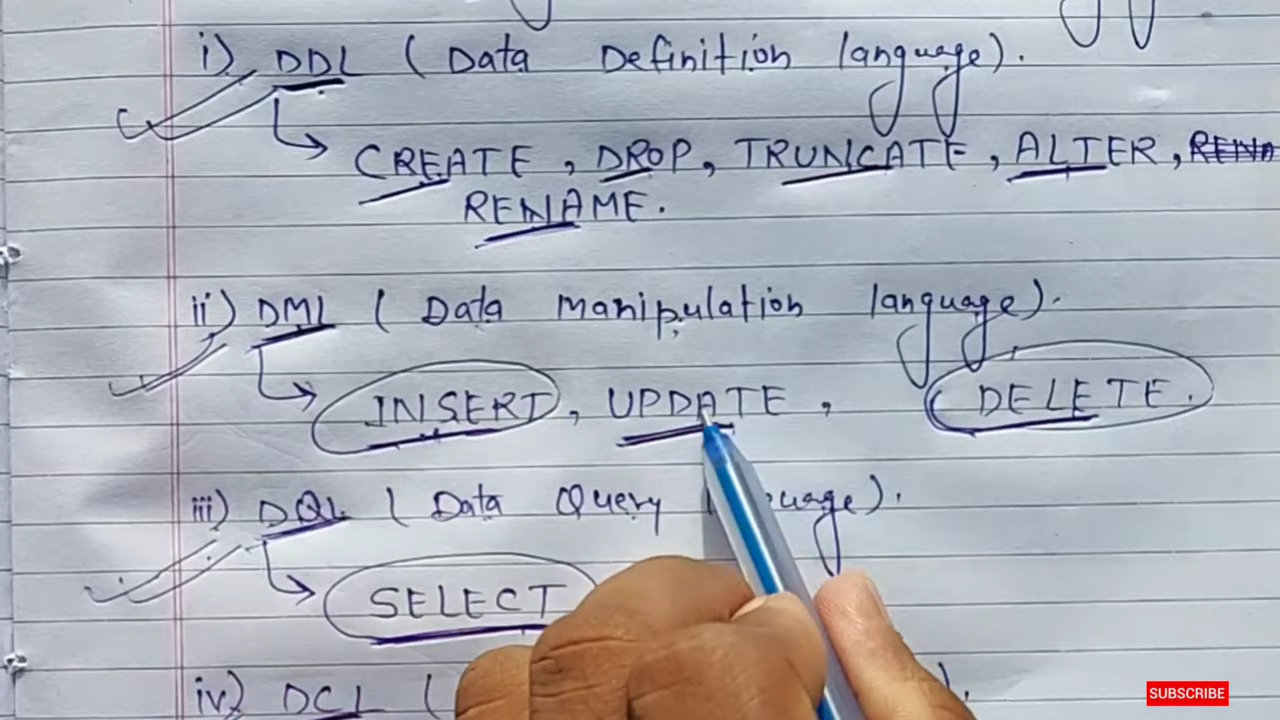 i) DDL ( Data Definition language).
CREATE, DROP, TRUNCATE, ALTER,
RENAME.
ii) DML ( Data Manipulation language).
INSERT, UPDATE, DELETE.
iii) DQL ( Data Query
SELECT
iv) DCL (
SUBSCRIBE